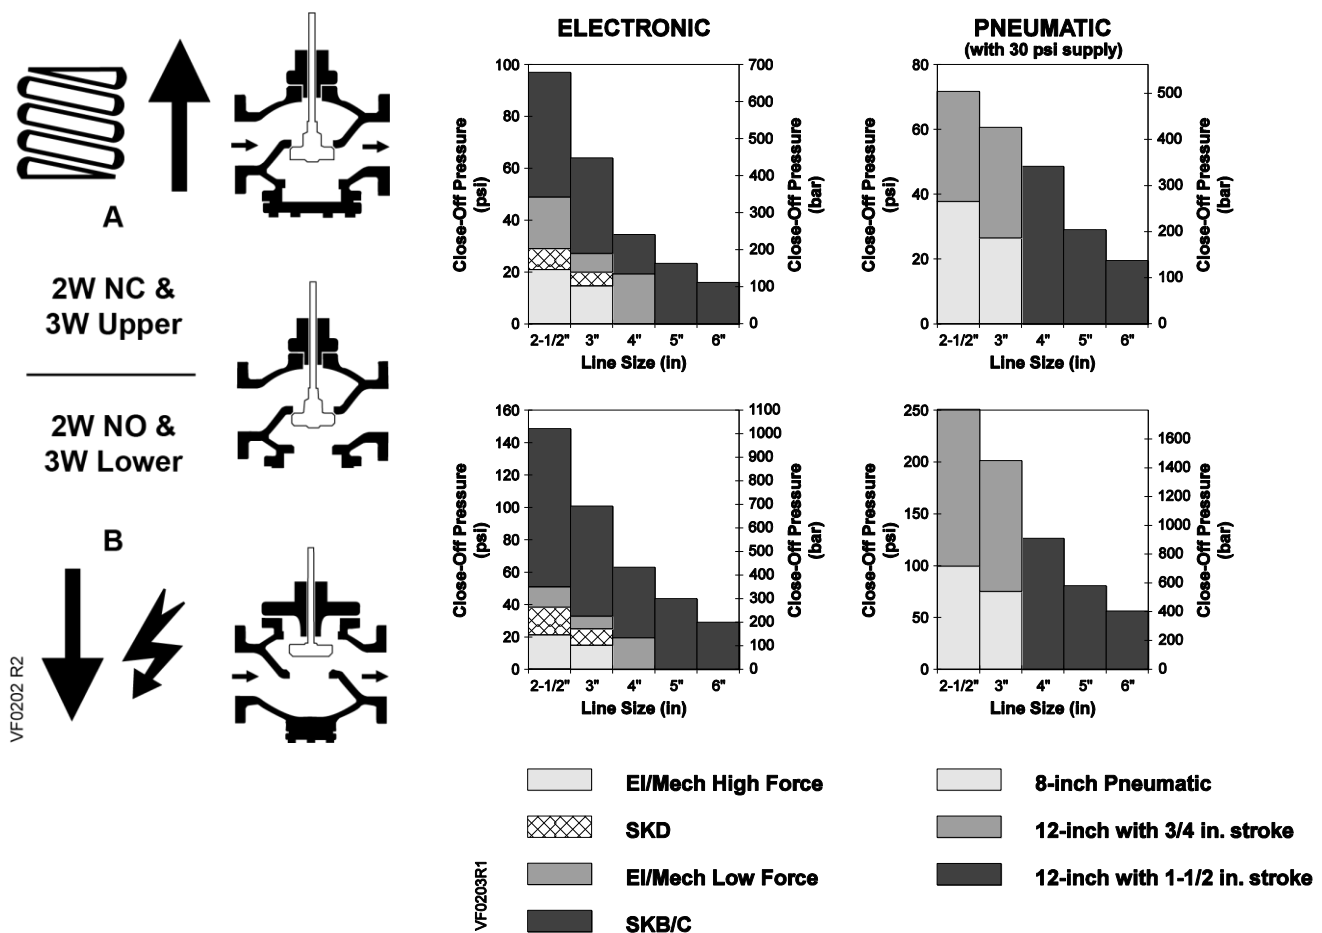 A
2W NC &
3W Upper
2W NO &
3W Lower
B
VF0202 R2
ELECTRONIC
Close-Off Pressure
(psi)
100
80
60
40
20
0
700
600
500
400
300
200
100
0
Close-Off Pressure
(bar)
2-1/2" 3" 4" 5" 6"
Line Size (in)
PNEUMATIC
(with 30 psi supply)
Close-Off Pressure
(psi)
80
60
40
20
0
500
400
300
200
100
0
Close-Off Pressure
(bar)
2-1/2" 3" 4" 5" 6"
Line Size (in)
Close-Off Pressure
(psi)
160
140
120
100
80
60
40
20
0
1100
1000
900
800
700
600
500
400
300
200
100
0
Close-Off Pressure
(bar)
2-1/2" 3" 4" 5" 6"
Line Size (in)
Close-Off Pressure
(psi)
250
200
150
100
50
0
1600
1400
1200
1000
800
600
400
200
0
Close-Off Pressure
(bar)
2-1/2" 3" 4" 5" 6"
Line Size (in)
El/Mech High Force
SKD
El/Mech Low Force
SKB/C
VF0203R1
8-inch Pneumatic
12-inch with 3/4 in. stroke
12-inch with 1-1/2 in. stroke